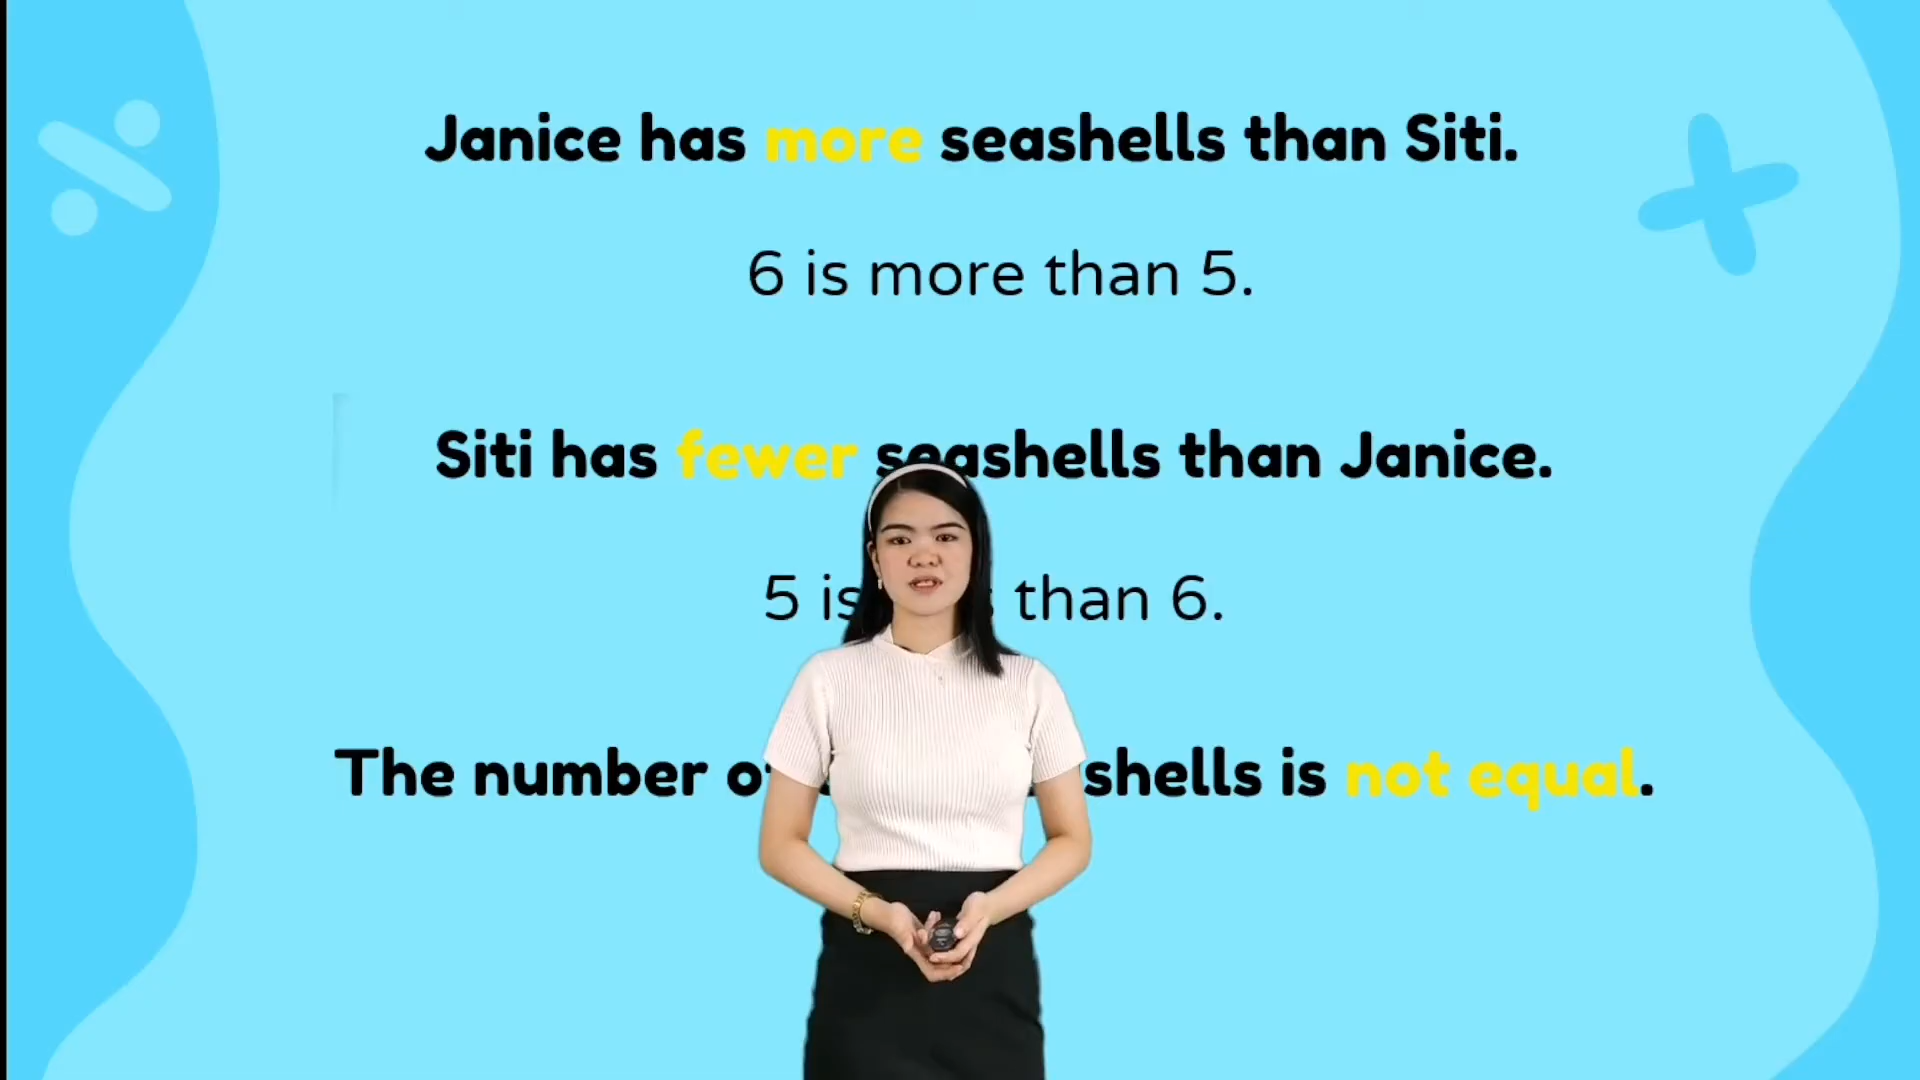 Janice has more seashells than Siti.
6 is more than 5.
Siti has fewer seashells than Janice.
5 is than 6.
The number of shells is not equal.